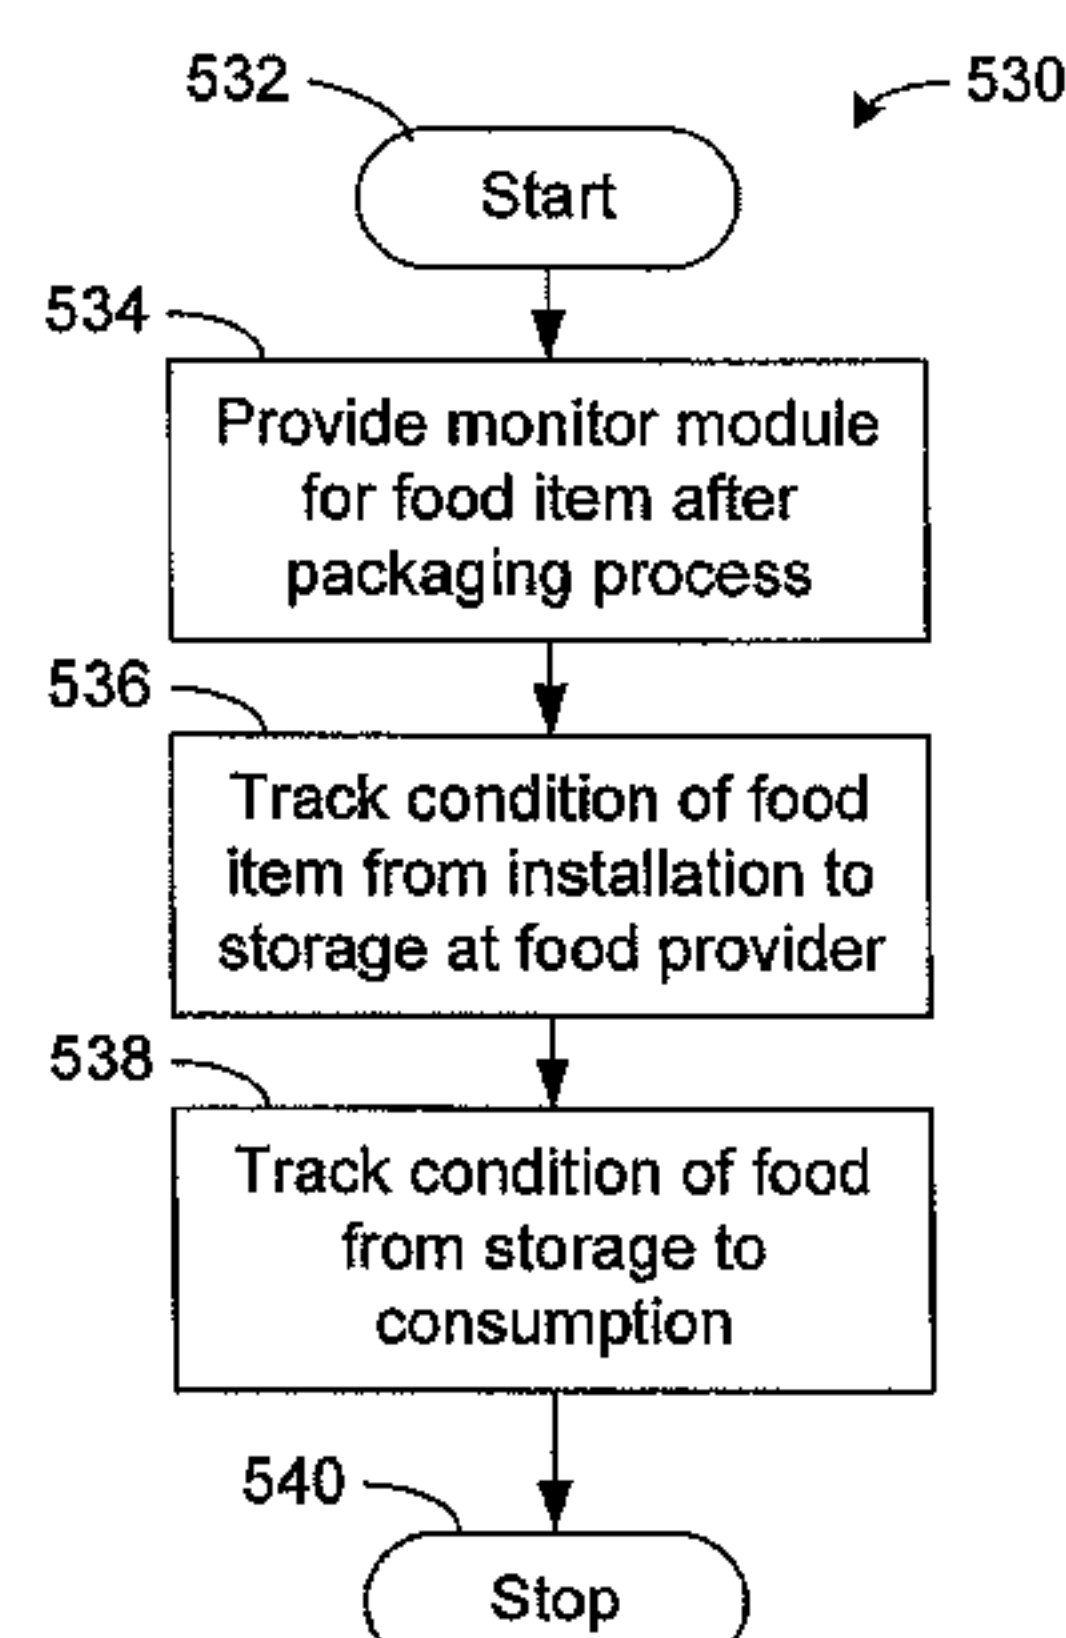 532
530
Start
534
Provide monitor module
for food item after
packaging process
536
Track condition of food
item from installation to
storage at food provider
538
Track condition of food
from storage to
consumption
540
Stop